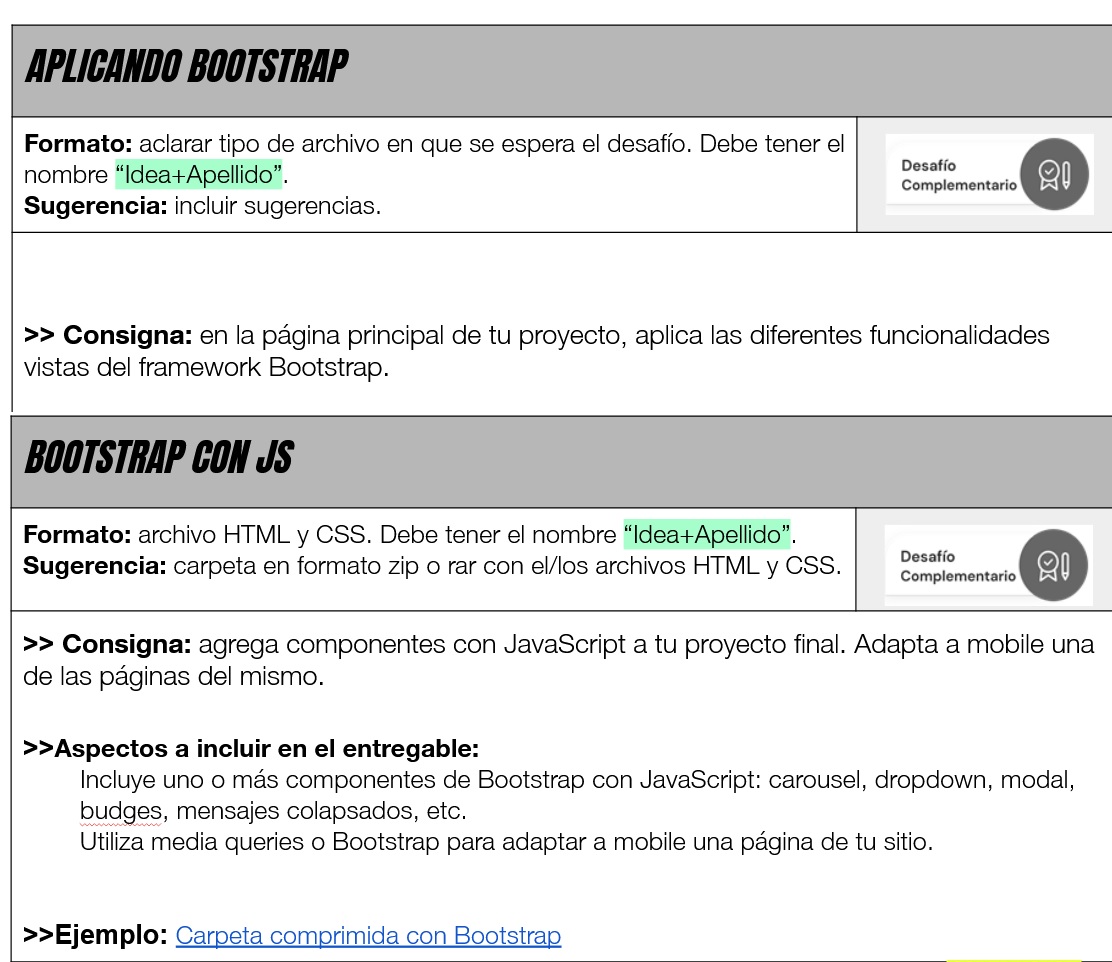 APLICANDO BOOTSTRAP
Formato: aclarar tipo de archivo en que se espera el desafío. Debe tener el
nombre “Idea+Apellido”.
Sugerencia: incluir sugerencias.
Desafío
Complementario
>> Consigna: en la página principal de tu proyecto, aplica las diferentes funcionalidades
vistas del framework Bootstrap.
BOOTSTRAP CON JS
Formato: archivo HTML y CSS. Debe tener el nombre “Idea+Apellido”.
Sugerencia: carpeta en formato zip o rar con el/los archivos HTML y CSS.
Desafío
Complementario
>> Consigna: agrega componentes con JavaScript a tu proyecto final. Adapta a mobile una
de las páginas del mismo.
>>Aspectos a incluir en el entregable:
Incluye uno o más componentes de Bootstrap con JavaScript: carousel, dropdown, modal,
budges, mensajes colapsados, etc.
Utiliza media queries o Bootstrap para adaptar a mobile una página de tu sitio.
>>Ejemplo: Carpeta comprimida con Bootstrap